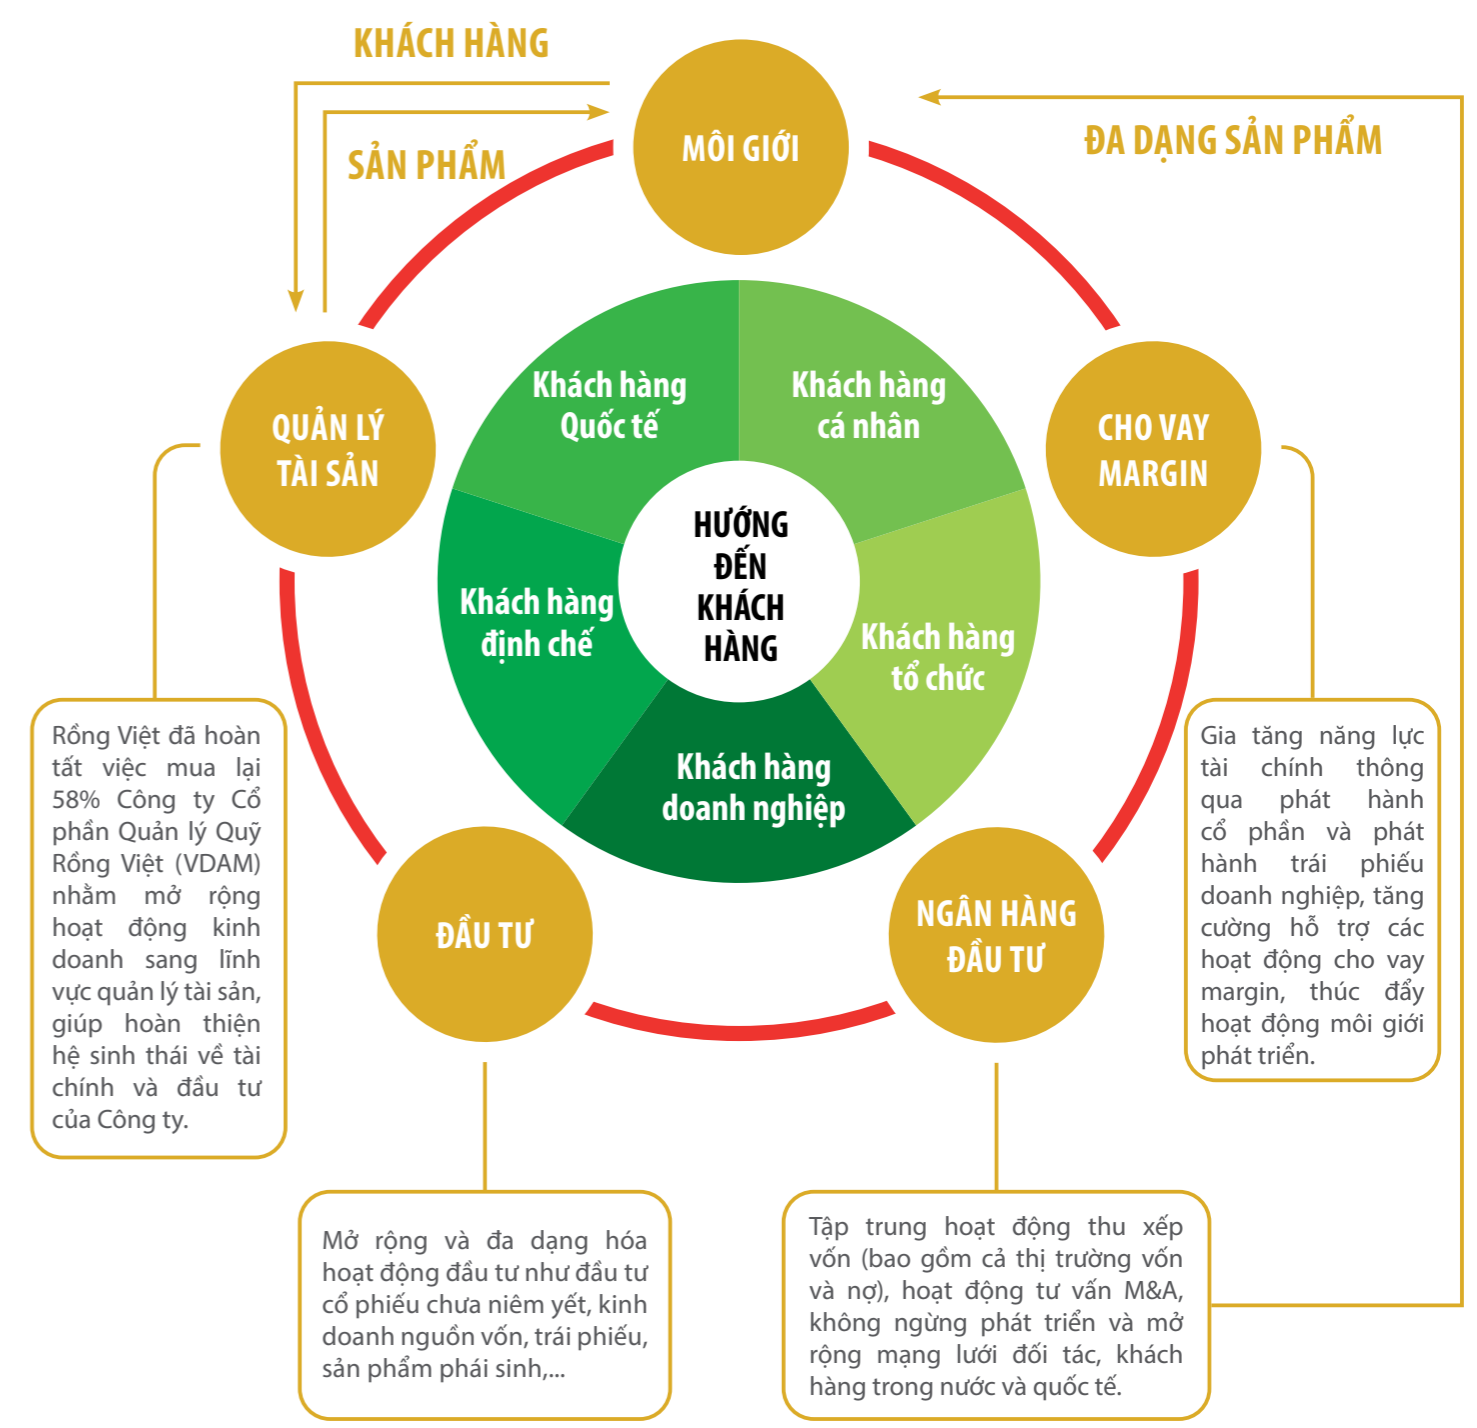 KHÁCH HÀNG
SẢN PHẨM
MÔI GIỚI
ĐA DẠNG SẢN PHẨM
QUẢN LÝ
TÀI SẢN
Khách hàng
Quốc tế
Khách hàng
cá nhân
CHO VAY
MARGIN
HƯỚNG
ĐẾN
KHÁCH
HÀNG
Khách hàng
định chế
Khách hàng
tổ chức
Khách hàng
doanh nghiệp
ĐẦU TƯ
NGÂN HÀNG
ĐẦU TƯ
Rồng Việt đã hoàn
tất việc mua lại
58% Công ty Cổ
phần Quản lý Quỹ
Rồng Việt (VDAM)
nhằm mở rộng
hoạt động kinh
doanh sang lĩnh
vực quản lý tài sản,
giúp hoàn thiện
hệ sinh thái về tài
chính và đầu tư
của Công ty.
Gia tăng năng lực
tài chính thông
qua phát hành
cổ phần và phát
hành trái phiếu
doanh nghiệp, tăng
cường hỗ trợ các
hoạt động cho vay
margin, thúc đẩy
hoạt động môi giới
phát triển.
Mở rộng và đa dạng hóa
hoạt động đầu tư như đầu tư
cổ phiếu chưa niêm yết, kinh
doanh nguồn vốn, trái phiếu,
sản phẩm phái sinh,...
Tập trung hoạt động thu xếp
vốn (bao gồm cả thị trường vốn
và nợ), hoạt động tư vấn M&A,
không ngừng phát triển và mở
rộng mạng lưới đối tác, khách
hàng trong nước và quốc tế.